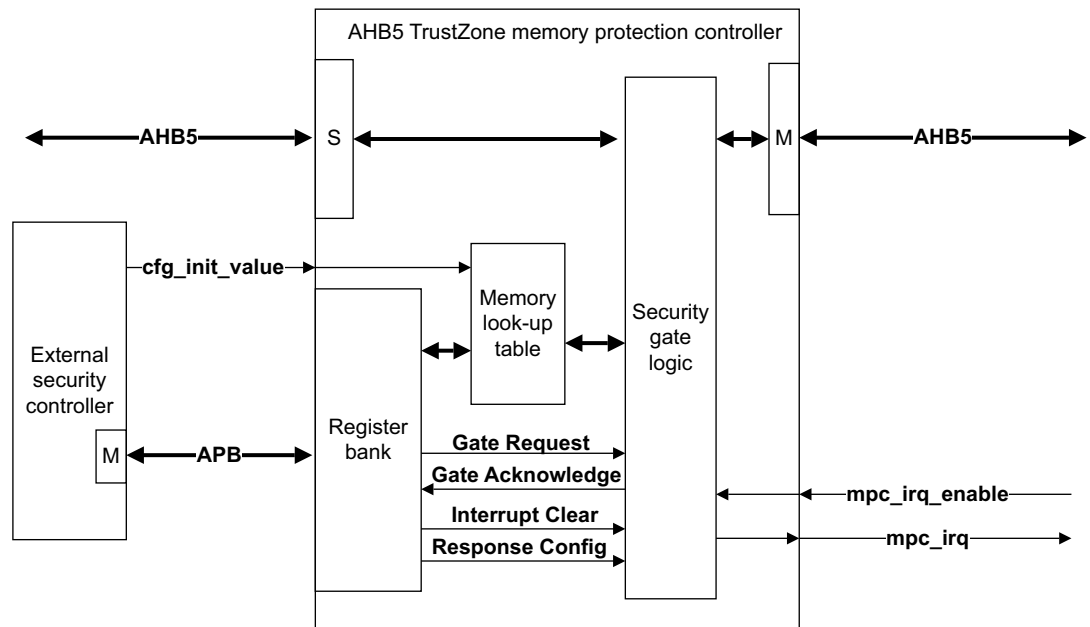 AHB5 TrustZone memory protection controller
AHB5
S
M
AHB5
cfg_init_value
Memory
look-up
table
Security
gate
logic
External
security
controller
M
APB
Register
bank
Gate Request
Gate Acknowledge
Interrupt Clear
Response Config
mpc_irq_enable
mpc_irq